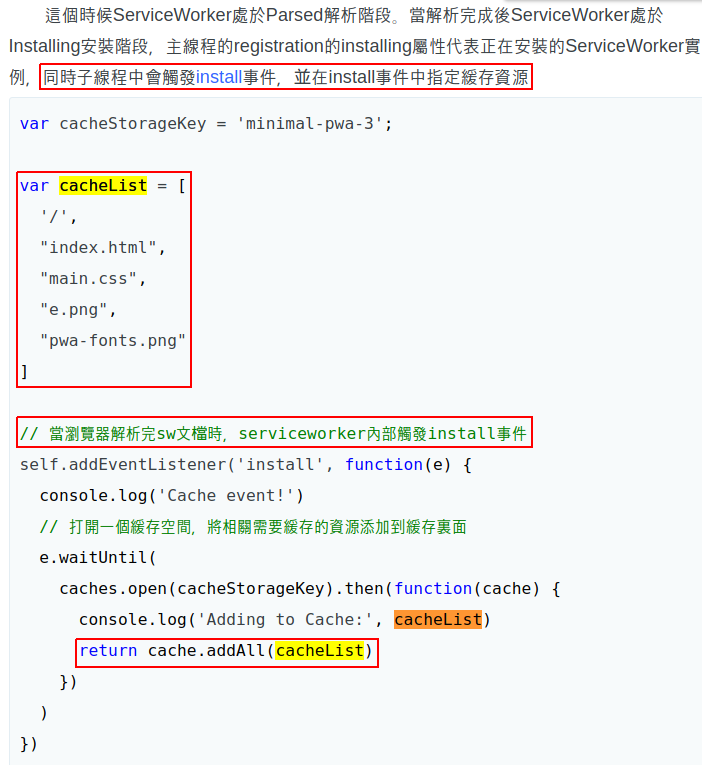 這個時候ServiceWorker處於Parsed解析階段。當解析完成後ServiceWorker處於
Installing安裝階段，主線程的registration的installing屬性代表正在安裝的ServiceWorker實
例，同時子線程中會觸發install事件，並在install事件中指定緩存資源
var cacheStorageKey = 'minimal-pwa-3';
var cacheList = [
'/',
"index.html",
"main.css",
"e.png",
"pwa-fonts.png"
]
// 當瀏覽器解析完sw文檔時，serviceworker內部觸發install事件
self.addEventListener('install', function(e) {
console.log('Cache event!')
// 打開一個緩存空間，將相關需要緩存的資源添加到緩存裏面
e.waitUntil(
caches.open(cacheStorageKey).then(function(cache) {
console.log('Adding to Cache:', cacheList)
return cache.addAll(cacheList)
})
)
})